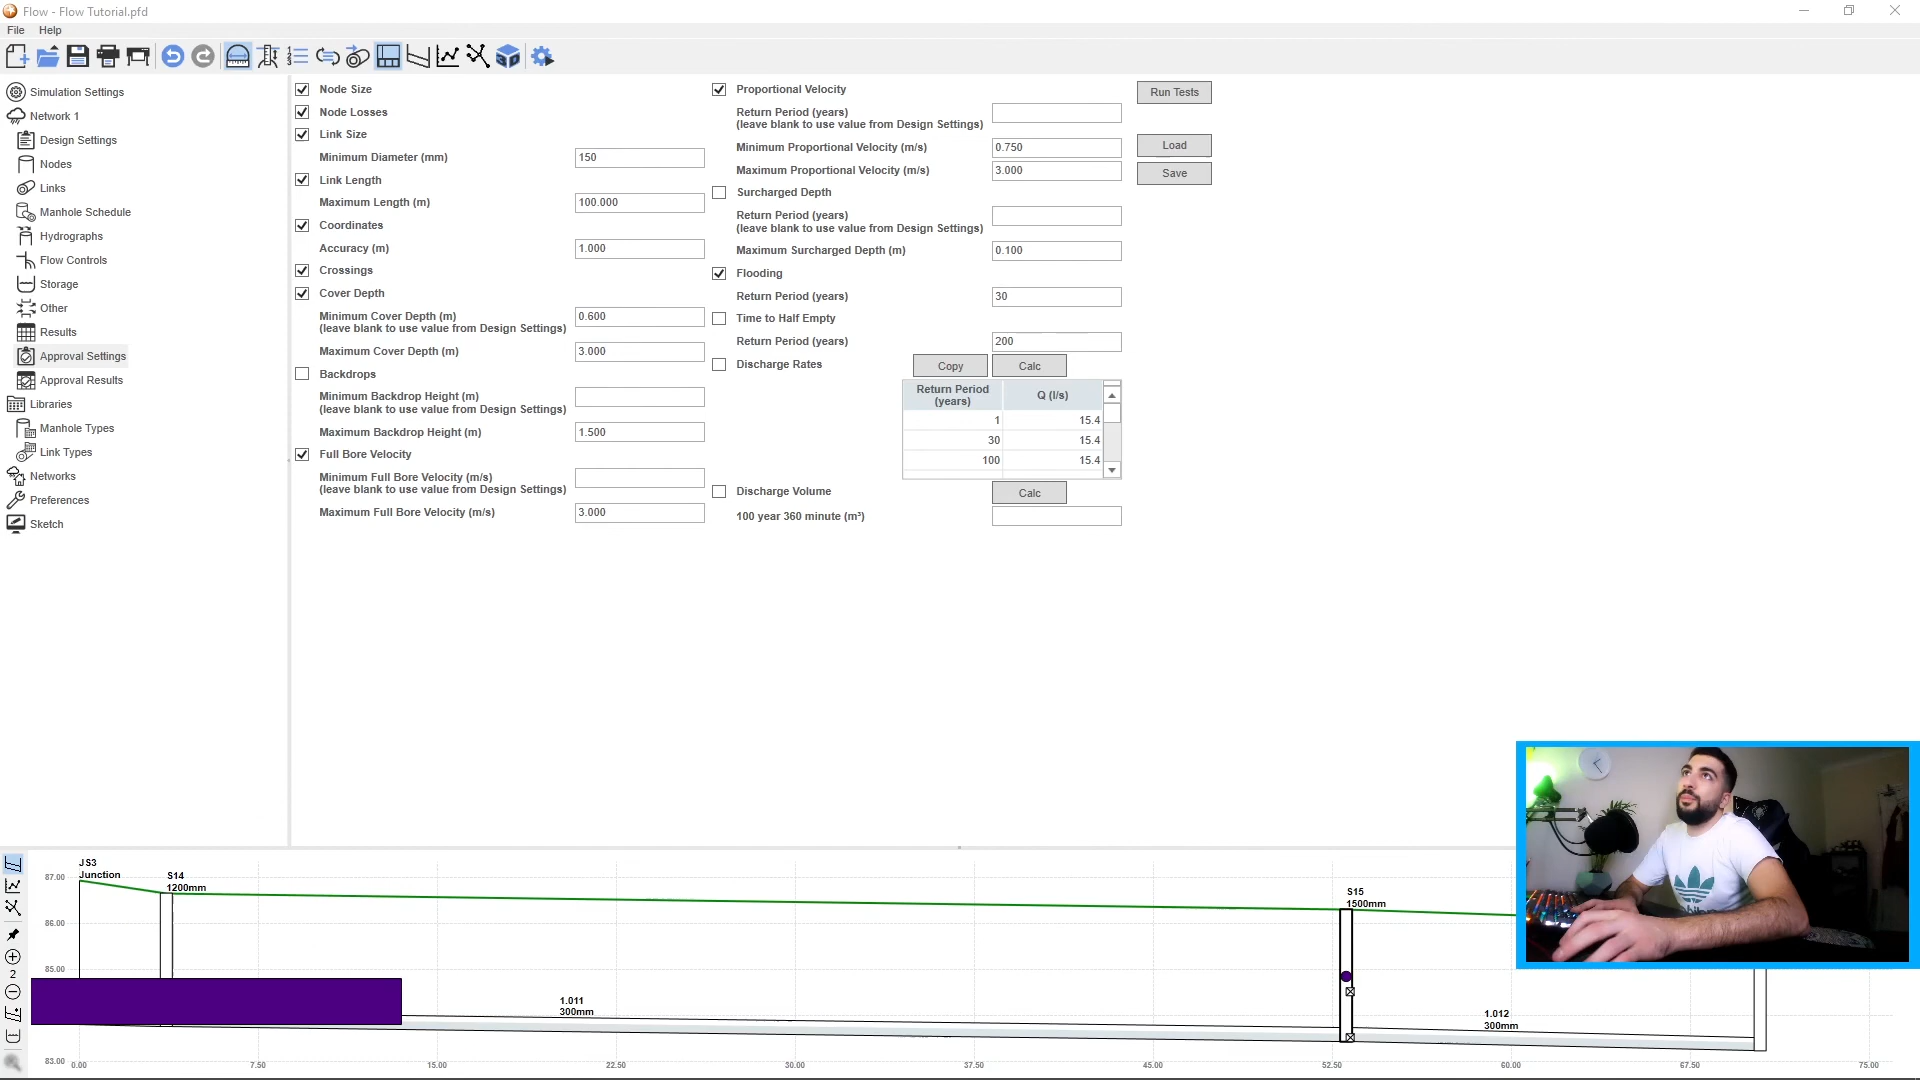 Flow - Flow Tutorial.pfd
File Help
Simulation Settings
Network 1
Design Settings
Nodes
Links
Manhole Schedule
Hydrographs
Flow Controls
Storage
Other
Results
Approval Settings
Approval Results
Libraries
Manhole Types
Link Types
Networks
Preferences
Sketch
Node Size
Node Losses
Link Size
Minimum Diameter (mm) 150
Link Length
Maximum Length (m) 100.000
Coordinates
Accuracy (m) 1.000
Crossings
Cover Depth
Minimum Cover Depth (m)
(leave blank to use value from Design Settings) 0.600
Maximum Cover Depth (m) 3.000
Backdrops
Minimum Backdrop Height (m)
(leave blank to use value from Design Settings)
Maximum Backdrop Height (m) 1.500
Full Bore Velocity
Minimum Full Bore Velocity (m/s)
(leave blank to use value from Design Settings)
Maximum Full Bore Velocity (m/s) 3.000
Proportional Velocity
Return Period (years)
(leave blank to use value from Design Settings)
Minimum Proportional Velocity (m/s) 0.750
Maximum Proportional Velocity (m/s) 3.000
Surcharged Depth
Return Period (years)
(leave blank to use value from Design Settings)
Maximum Surcharged Depth (m) 0.100
Flooding
Return Period (years) 30
Time to Half Empty
Return Period (years) 200
Discharge Rates Copy Calc
Return Period (years) Q (l/s)
1 15.4
30 15.4
100 15.4
Discharge Volume Calc
100 year 360 minute (m³)
Run Tests
Load
Save
JS3
Junction
S14
1200mm
S15
1500mm
87.00
86.00
85.00
83.00
2
1.011
300mm
1.012
300mm
0.00 7.50 15.00 22.50 30.00 37.50 45.00 52.50 60.00 67.50 75.00